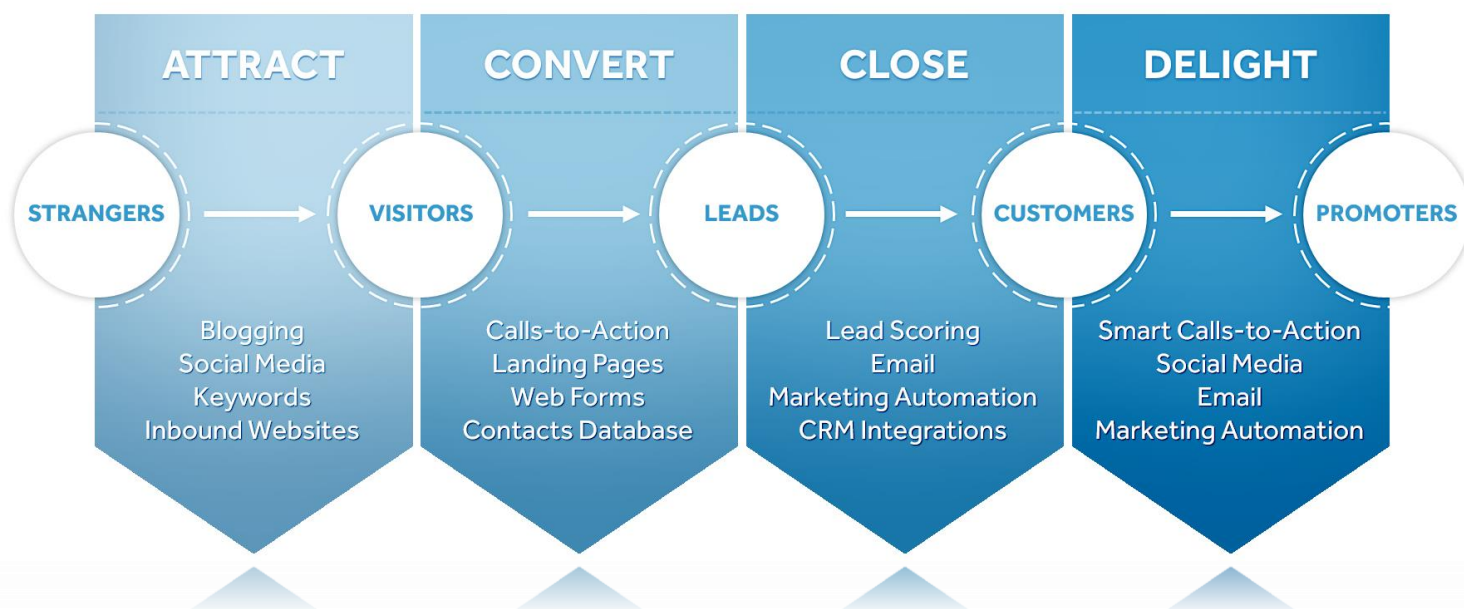 ATTRACT
CONVERT
CLOSE
DELIGHT
STRANGERS
VISITORS
LEADS
CUSTOMERS
PROMOTERS
Blogging
Social Media
Keywords
Inbound Websites
Calls-to-Action
Landing Pages
Web Forms
Contacts Database
Lead Scoring
Email
Marketing Automation
CRM Integrations
Smart Calls-to-Action
Social Media
Email
Marketing Automation